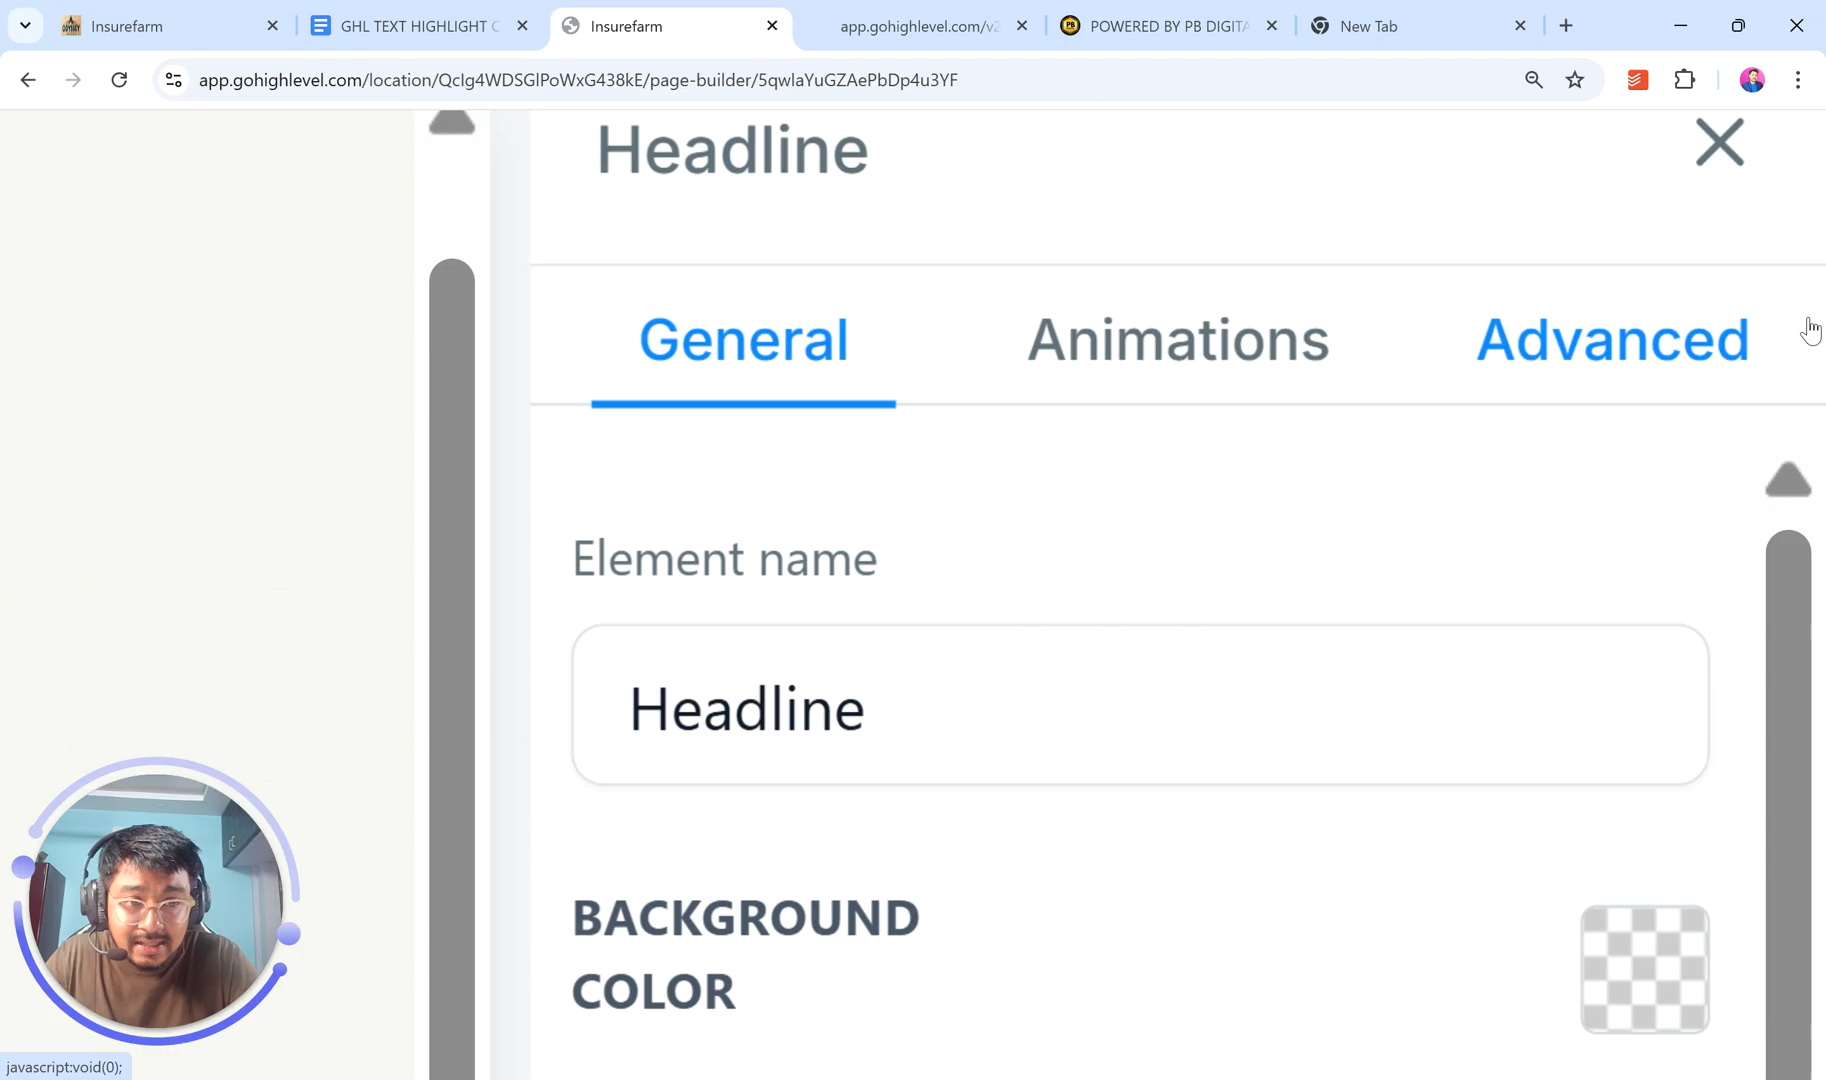 Insurefarm
GHL TEXT HIGHLIGHT C
Insurefarm
app.gohighlevel.com/v2
POWERED BY PB DIGITA
New Tab
app.gohighlevel.com/location/Qclg4WDSGlPoWxG438kE/page-builder/5qwlaYuGZAePbDp4u3YF
Headline
General
Animations
Advanced
Element name
Headline
BACKGROUND
COLOR
javascript:void(0);